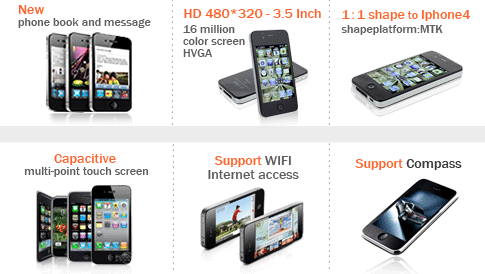 New
phone book and message
HD 480*320 - 3.5 Inch
16 million
color screen
HVGA
1 : 1 shape to Iphone4
shapeplatform:MTK
Capacitive
multi-point touch screen
Support WIFI
Internet access
Support Compass